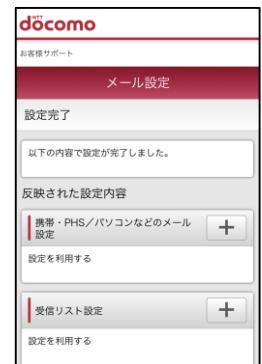 NTT
döcomo
お客様サポート
メール設定
設定完了
以下の内容で設定が完了しました。
反映された設定内容
携帯・PHS／パソコンなどのメール
設定
設定を利用する
受信リスト設定
設定を利用する